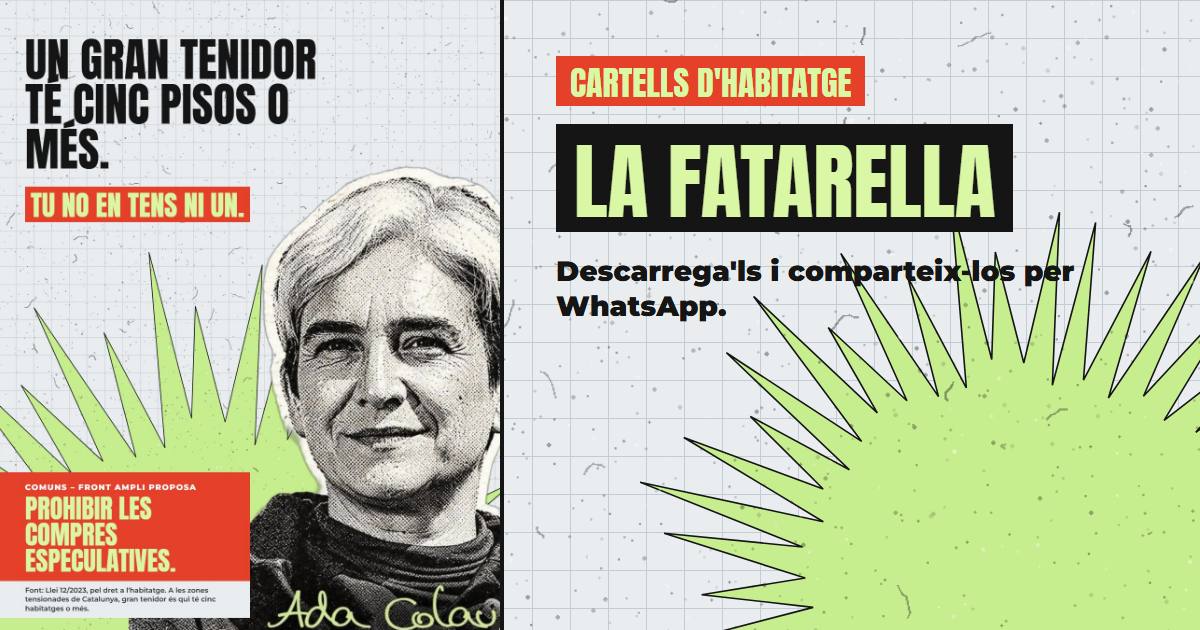 UN GRAN TENIDOR
TÉ CINC PISOS O
MÉS.
TU NO EN TENS NI UN.
COMUNS – FRONT AMPLI PROPOSA
PROHIBIR LES
COMPRES
ESPECULATIVES.
Font: Llei 12/2023, pel dret a l'habitatge. A les zones
tensionades de Catalunya, gran tenidor és qui té cinc
habitatges o més.
Ada Colau
CARTELLS D'HABITATGE
LA FATARELLA
Descarrega'ls i comparteix-los per
WhatsApp.